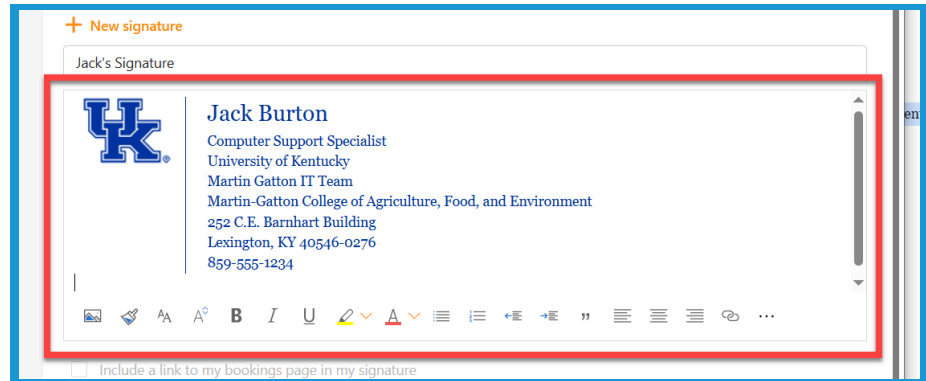 New signature
Jack's Signature
UK®
Jack Burton
Computer Support Specialist
University of Kentucky
Martin Gatton IT Team
Martin-Gatton College of Agriculture, Food, and Environment
252 C.E. Barnhart Building
Lexington, KY 40546-0276
859-555-1234
AA A B I U A
Include a link to my bookings page in my signature